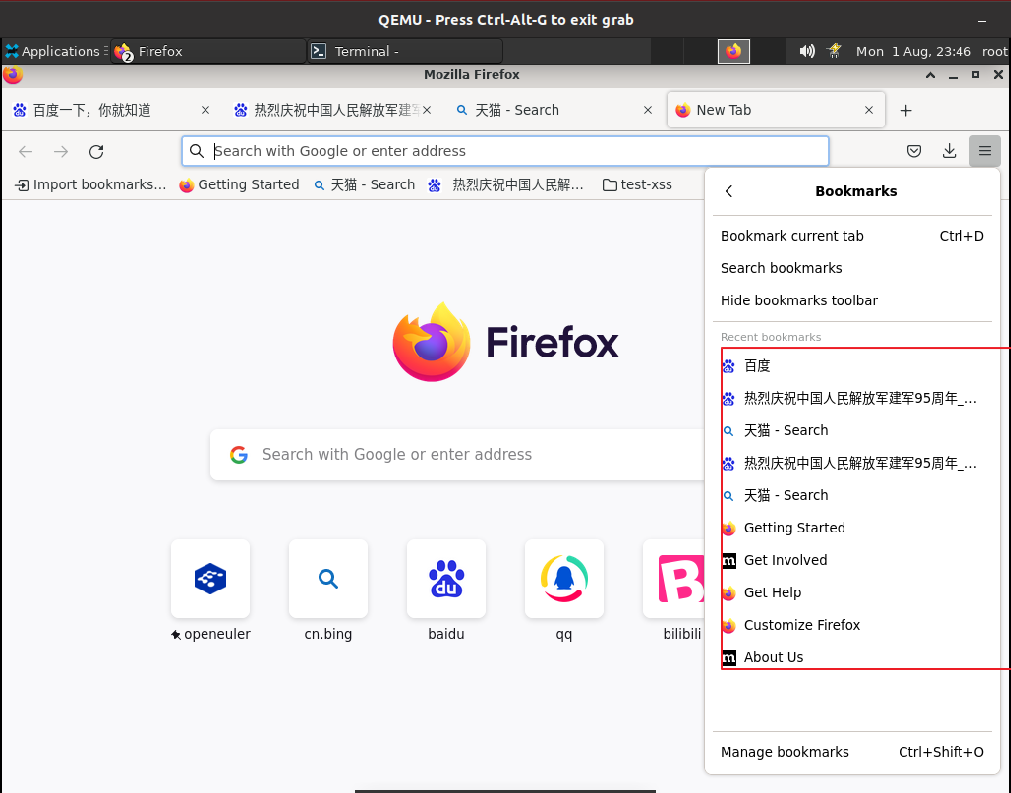 QEMU - Press Ctrl-Alt-G to exit grab
Applications 2 Firefox Terminal - Mon 1 Aug, 23:46 root
Mozilla Firefox
百度一下，你就知道 热烈庆祝中国人民解放军建军 天猫 - Search New Tab
Search with Google or enter address
Import bookmarks... Getting Started 天猫 - Search 热烈庆祝中国人民解... test-xss
Bookmarks
Bookmark current tab Ctrl+D
Search bookmarks
Hide bookmarks toolbar
Recent bookmarks
百度
热烈庆祝中国人民解放军建军95周年_...
天猫 - Search
热烈庆祝中国人民解放军建军95周年_...
天猫 - Search
Getting Started
Get Involved
Get Help
Customize Firefox
About Us
Manage bookmarks Ctrl+Shift+O
Firefox
Search with Google or enter address
du
B
openeuler cn.bing baidu qq bilibili